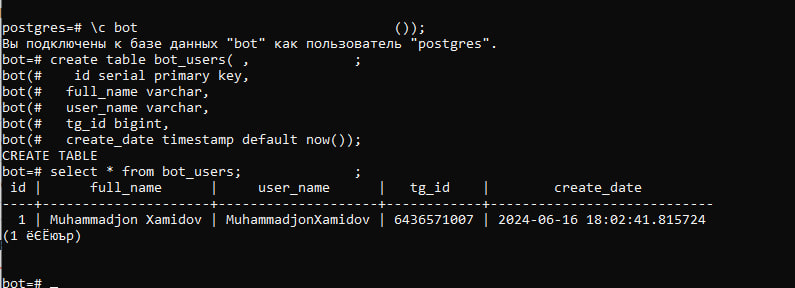 postgres=# \c bot                                ());
Вы подключены к базе данных "bot" как пользователь "postgres".
bot=# create table bot_users( ,             ;
bot(#   id serial primary key,
bot(#   full_name varchar,
bot(#   user_name varchar,
bot(#   tg_id bigint,
bot(#   create_date timestamp default now());
CREATE TABLE
bot=# select * from bot_users;              ;
 id |      full_name      |     user_name     |   tg_id    |        create_date
----+---------------------+-------------------+------------+----------------------------
  1 | Muhammadjon Xamidov | MuhammadjonXamidov | 6436571007 | 2024-06-16 18:02:41.815724
(1 ёЄЁюър)
bot=# _